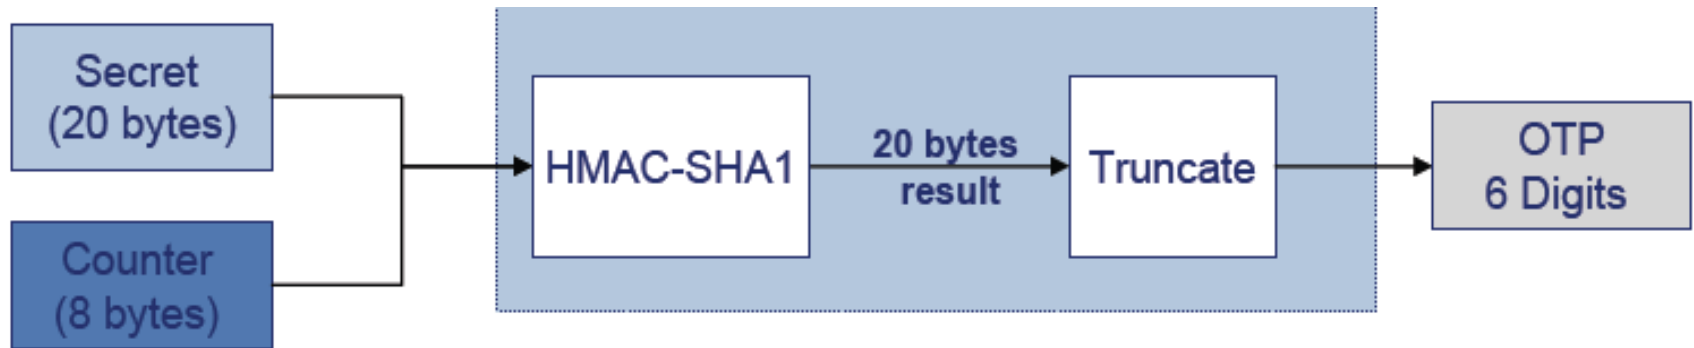 Secret
(20 bytes)
Counter
(8 bytes)
HMAC-SHA1
20 bytes
result
Truncate
OTP
6 Digits